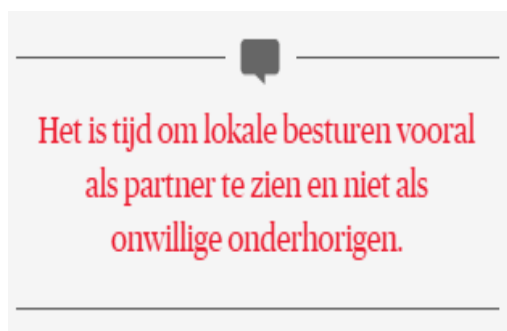 Het is tijd om lokale besturen vooral
als partner te zien en niet als
onwillige onderhorigen.